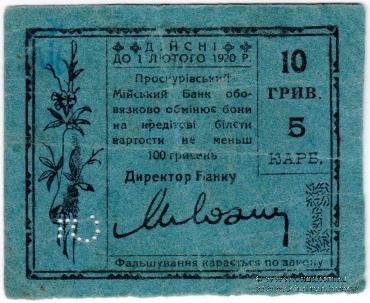 ДІЙСНІ
ДО 1 ЛЮТОГО 1920 Р.
Проскурівський
Міський Банк обо-
вязково обмінює бони
на кредітові білєти
вартости не меньш
100 гривень
Директор Банку
10
ГРИВ.
5
КАРБ.
Фальшування карається по закону